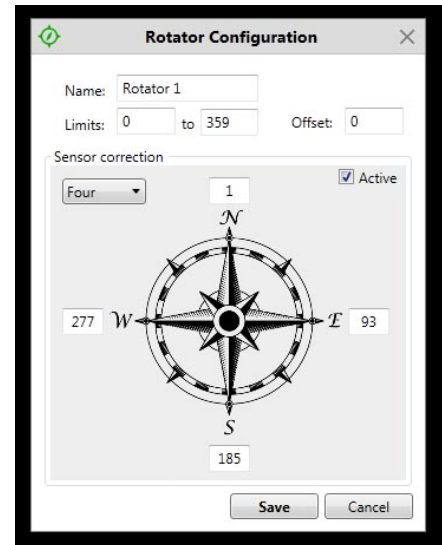 Rotator Configuration
Name: Rotator 1
Limits: 0 to 359 Offset: 0
Sensor correction
Active
Four 1
N
277 W E 93
S
185
Save Cancel